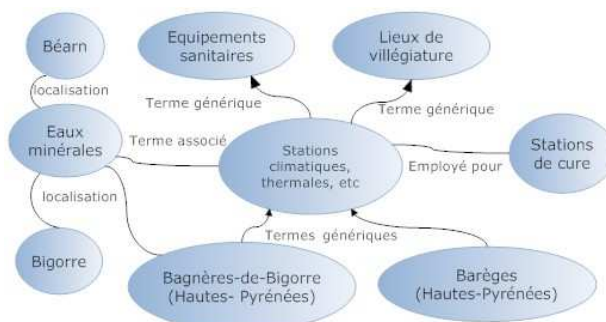 Béarn
Equipements
sanitaires
Lieux de
villégiature
localisation
Terme générique
Terme générique
Eaux
minérales
Terme associé
Stations
climatiques,
thermales, etc
Employé pour
Stations
de cure
localisation
Termes génériques
Bigorre
Bagnères-de-Bigorre
(Hautes- Pyrénées)
Barèges
(Hautes-Pyrénées)